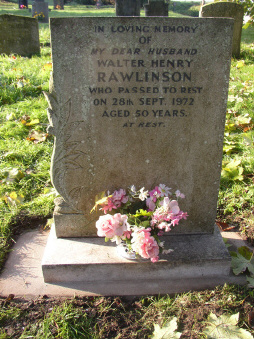 IN LOVING MEMORY
OF
MY DEAR HUSBAND
WALTER HENRY
RAWLINSON
WHO PASSED TO REST
ON 28TH SEPT. 1972
AGED 50 YEARS.
AT REST.